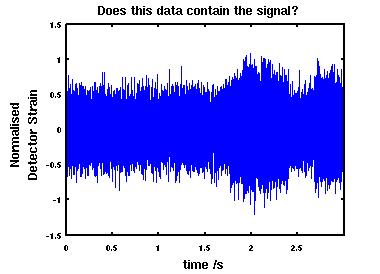 Does this data contain the signal?
1.5
1
0.5
0
-0.5
-1
-1.5
Normalised
Detector Strain
0 0.5 1 1.5 2 2.5
time /s